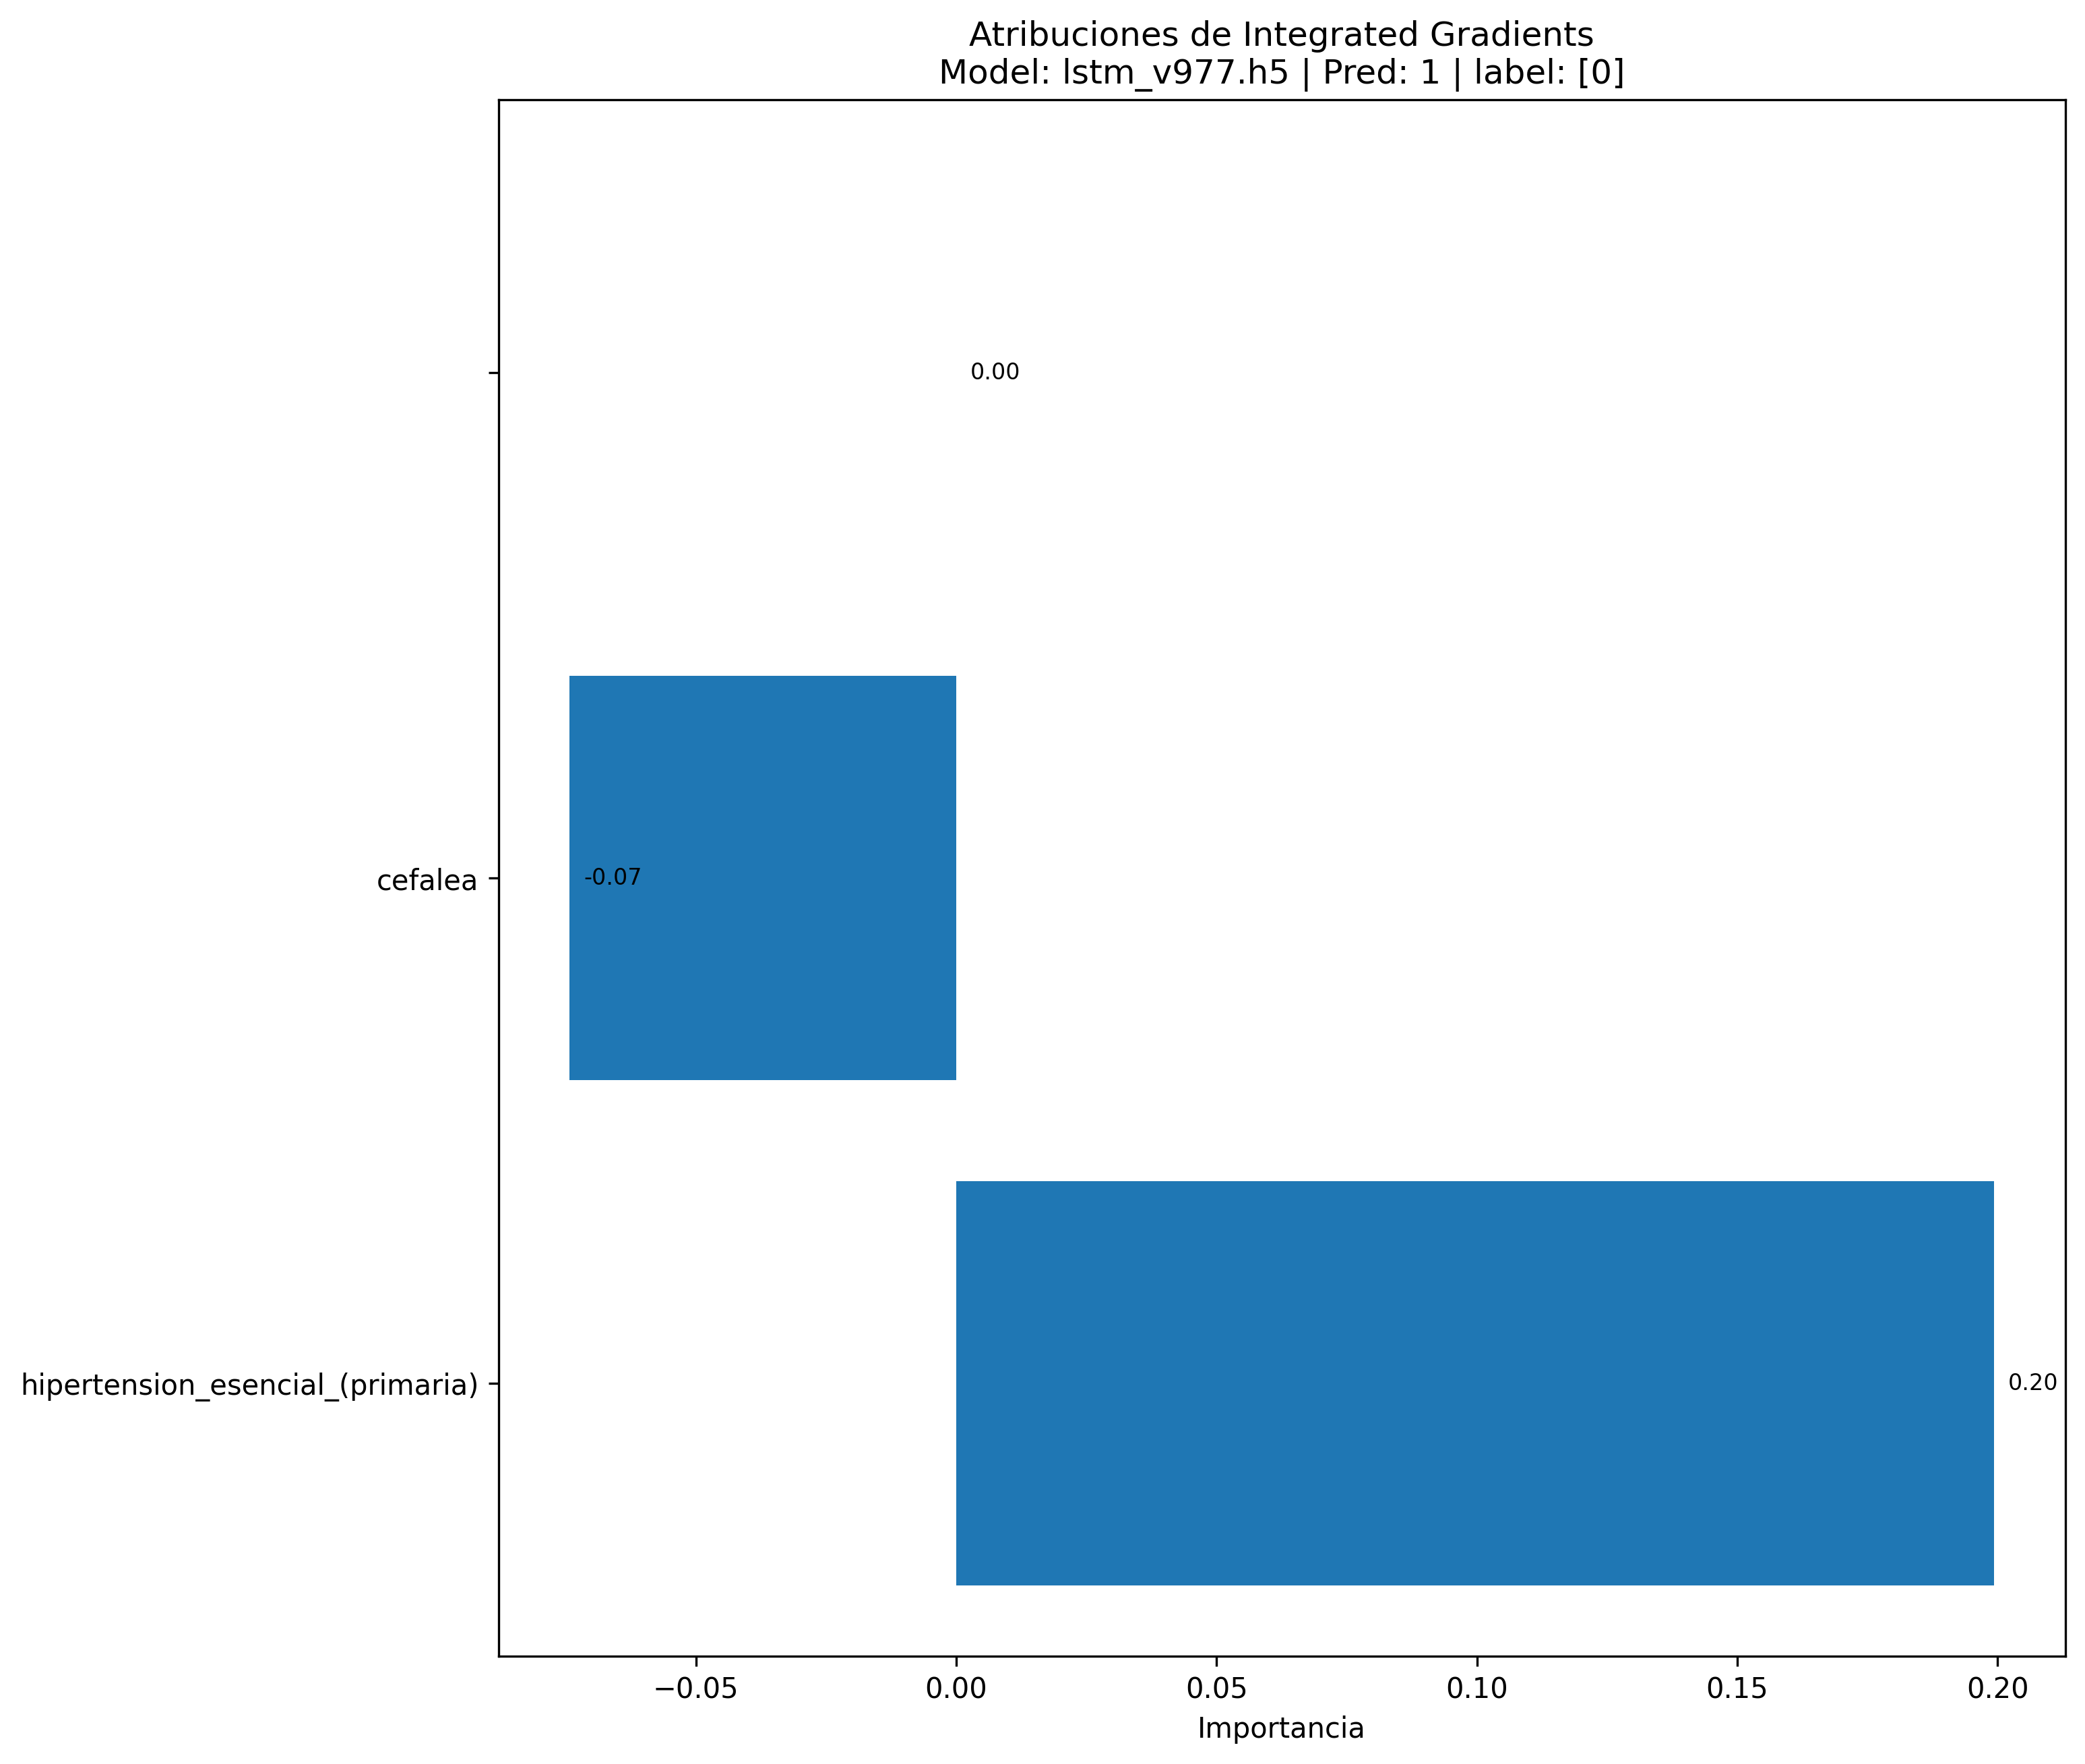 Atribuciones de Integrated Gradients
Model: lstm_v977.h5 | Pred: 1 | label: [0]
0.00
cefalea
-0.07
hipertension_esencial_(primaria)
0.20
−0.05 0.00 0.05 0.10 0.15 0.20
Importancia